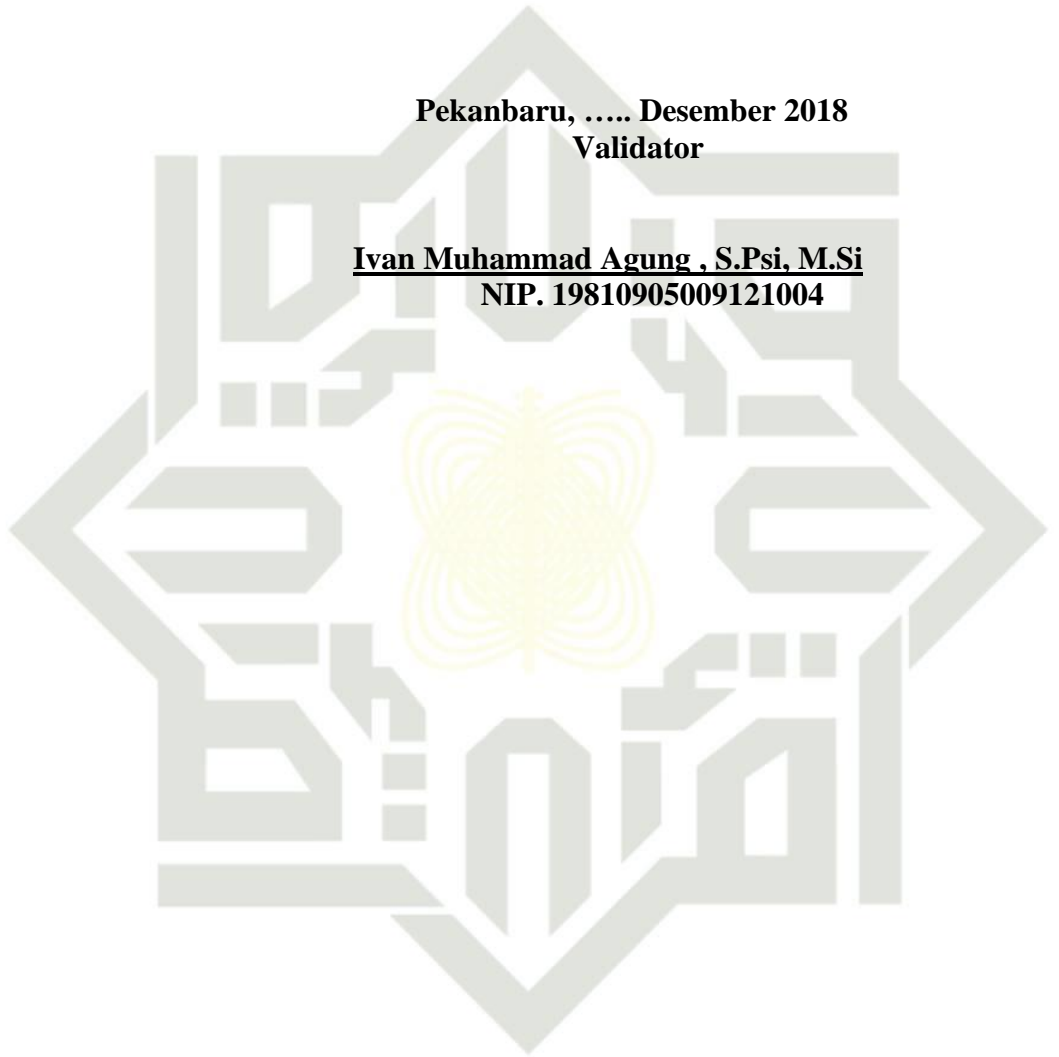 Pekanbaru, ….. Desember 2018
Validator
Ivan Muhammad Agung , S.Psi, M.Si
NIP. 19810905009121004